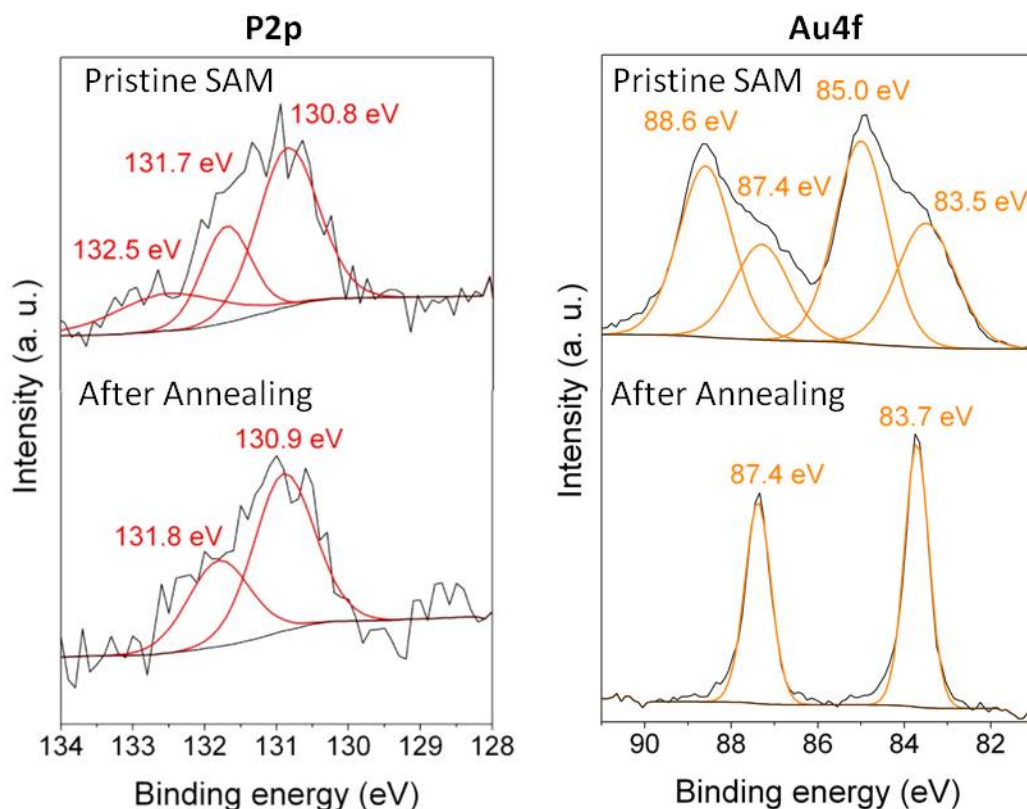 P2p
Pristine SAM
130.8 eV
131.7 eV
132.5 eV
After Annealing
130.9 eV
131.8 eV
Intensity (a. u.)
134 133 132 131 130 129 128
Binding energy (eV)
Au4f
Pristine SAM
85.0 eV
88.6 eV
87.4 eV
83.5 eV
After Annealing
83.7 eV
87.4 eV
Intensity (a. u.)
90 88 86 84 82
Binding energy (eV)